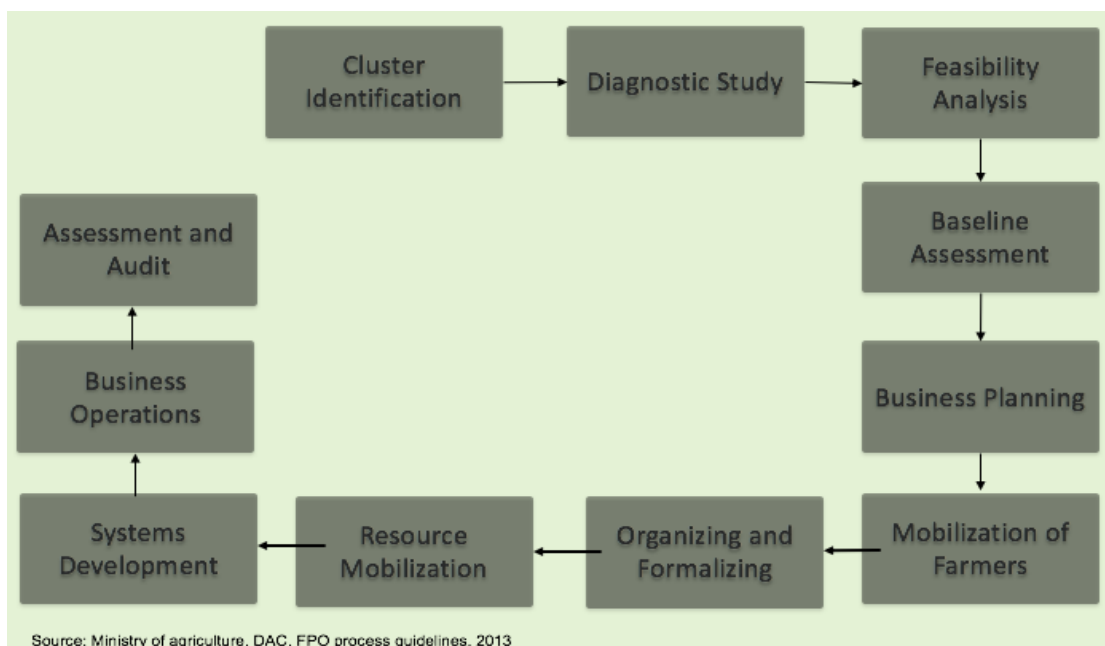 Cluster
Identification
Diagnostic Study
Feasibility
Analysis
Baseline
Assessment
Business Planning
Mobilization of
Farmers
Organizing and
Formalizing
Resource
Mobilization
Systems
Development
Business
Operations
Assessment and
Audit
Source: Ministry of agriculture, DAC, FPO process guidelines, 2013